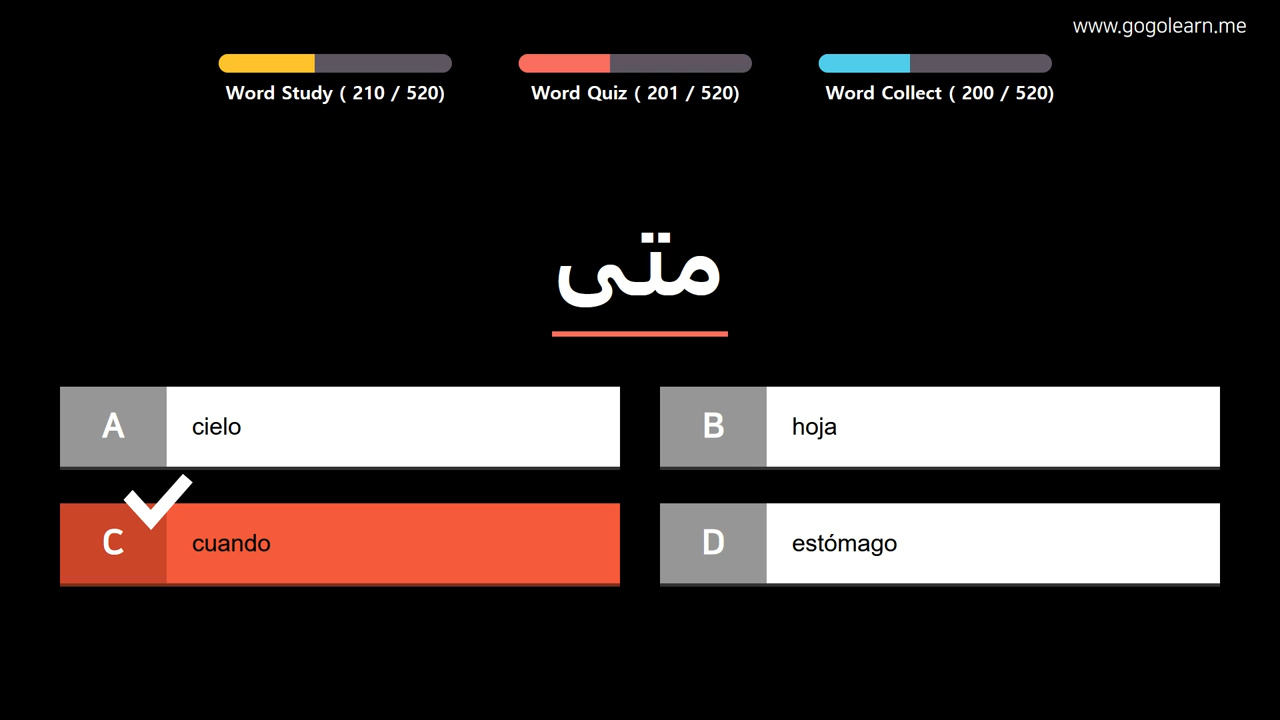 www.gogolearn.me
Word Study ( 210 / 520)
Word Quiz ( 201 / 520)
Word Collect ( 200 / 520)
متى
A cielo
B hoja
C cuando
D estómago